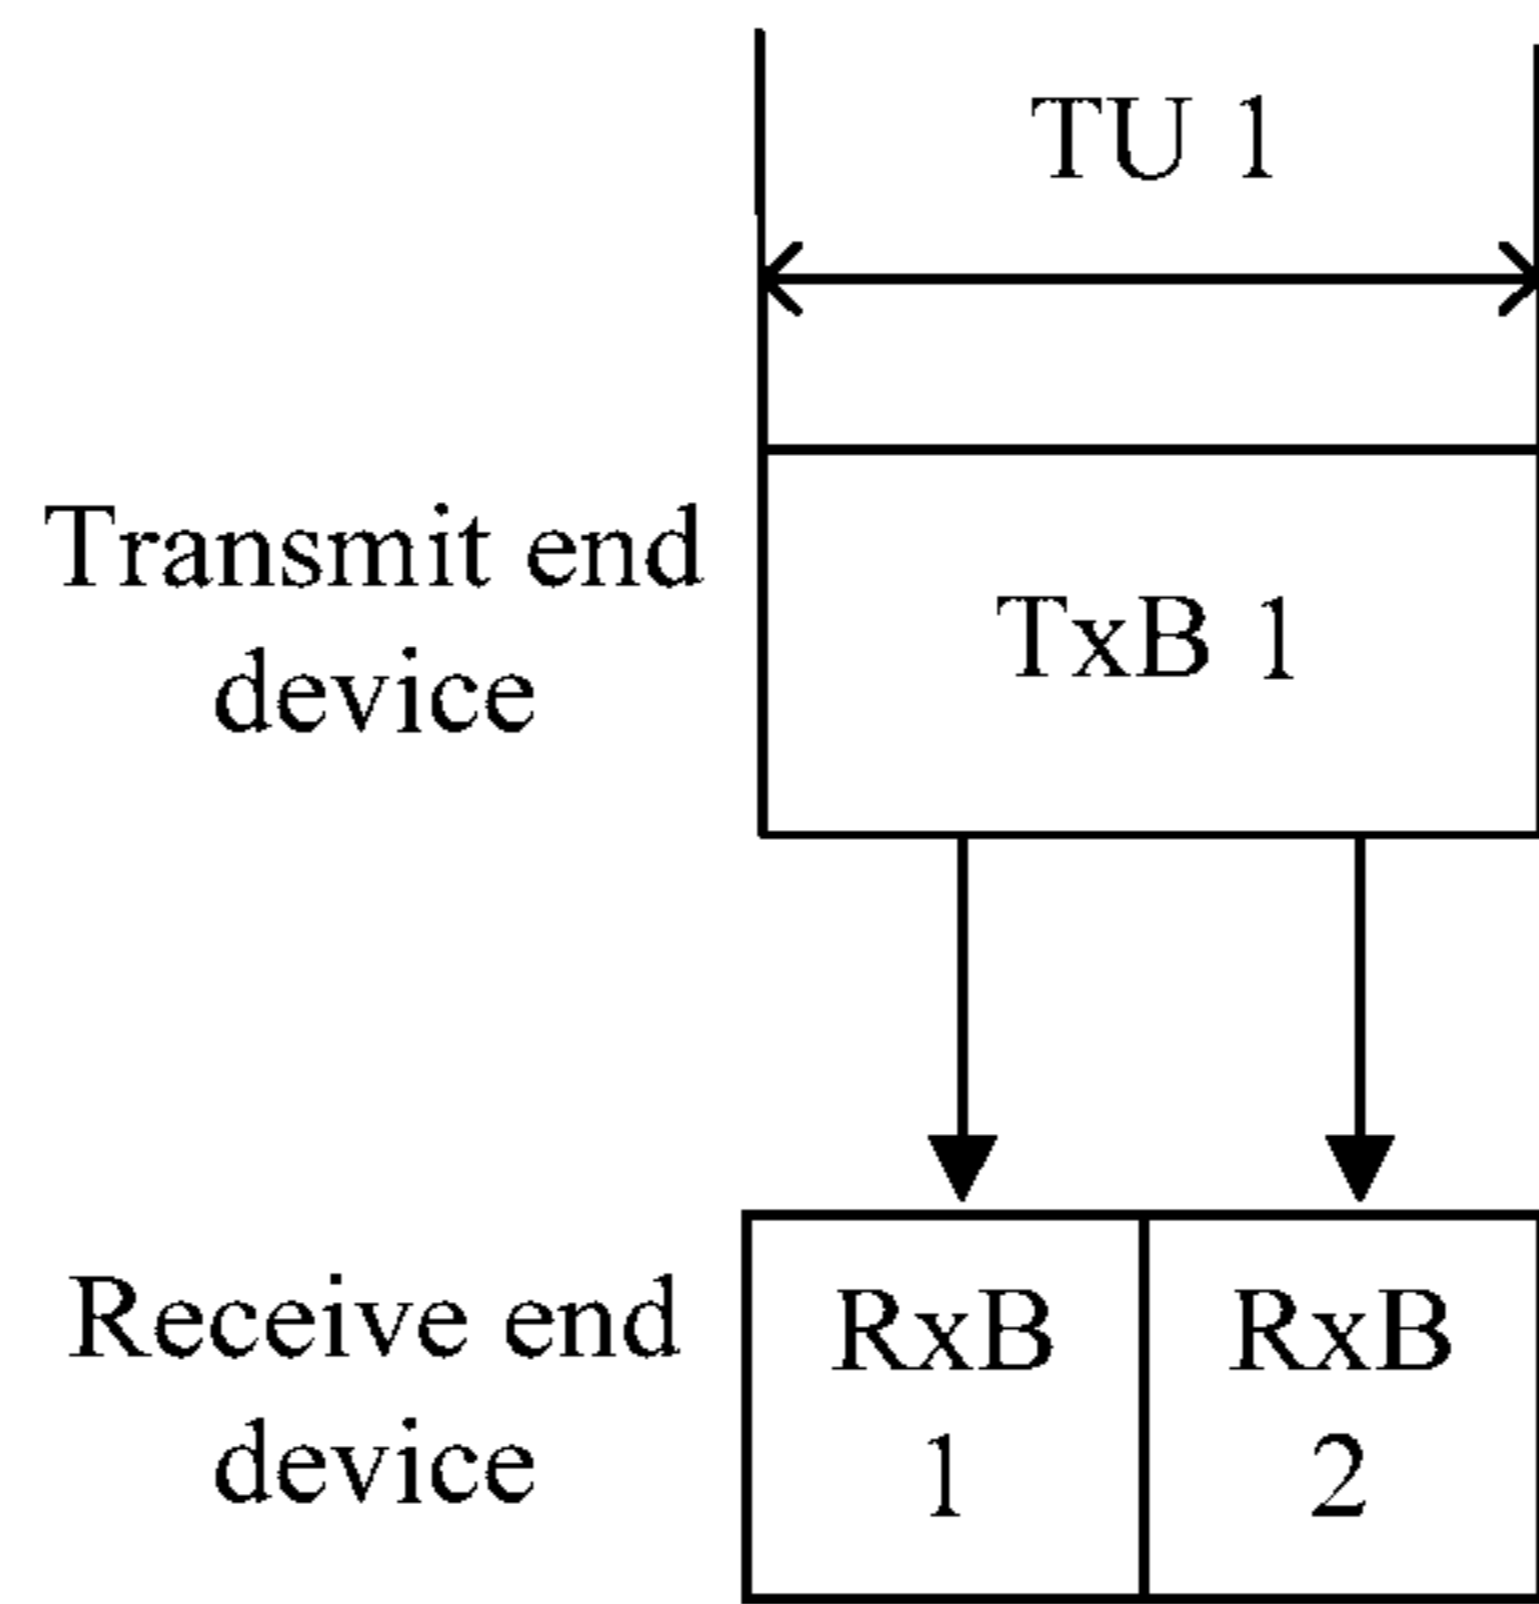 TU 1
Transmit end
device
TxB 1
Receive end
device
RxB
1
RxB
2